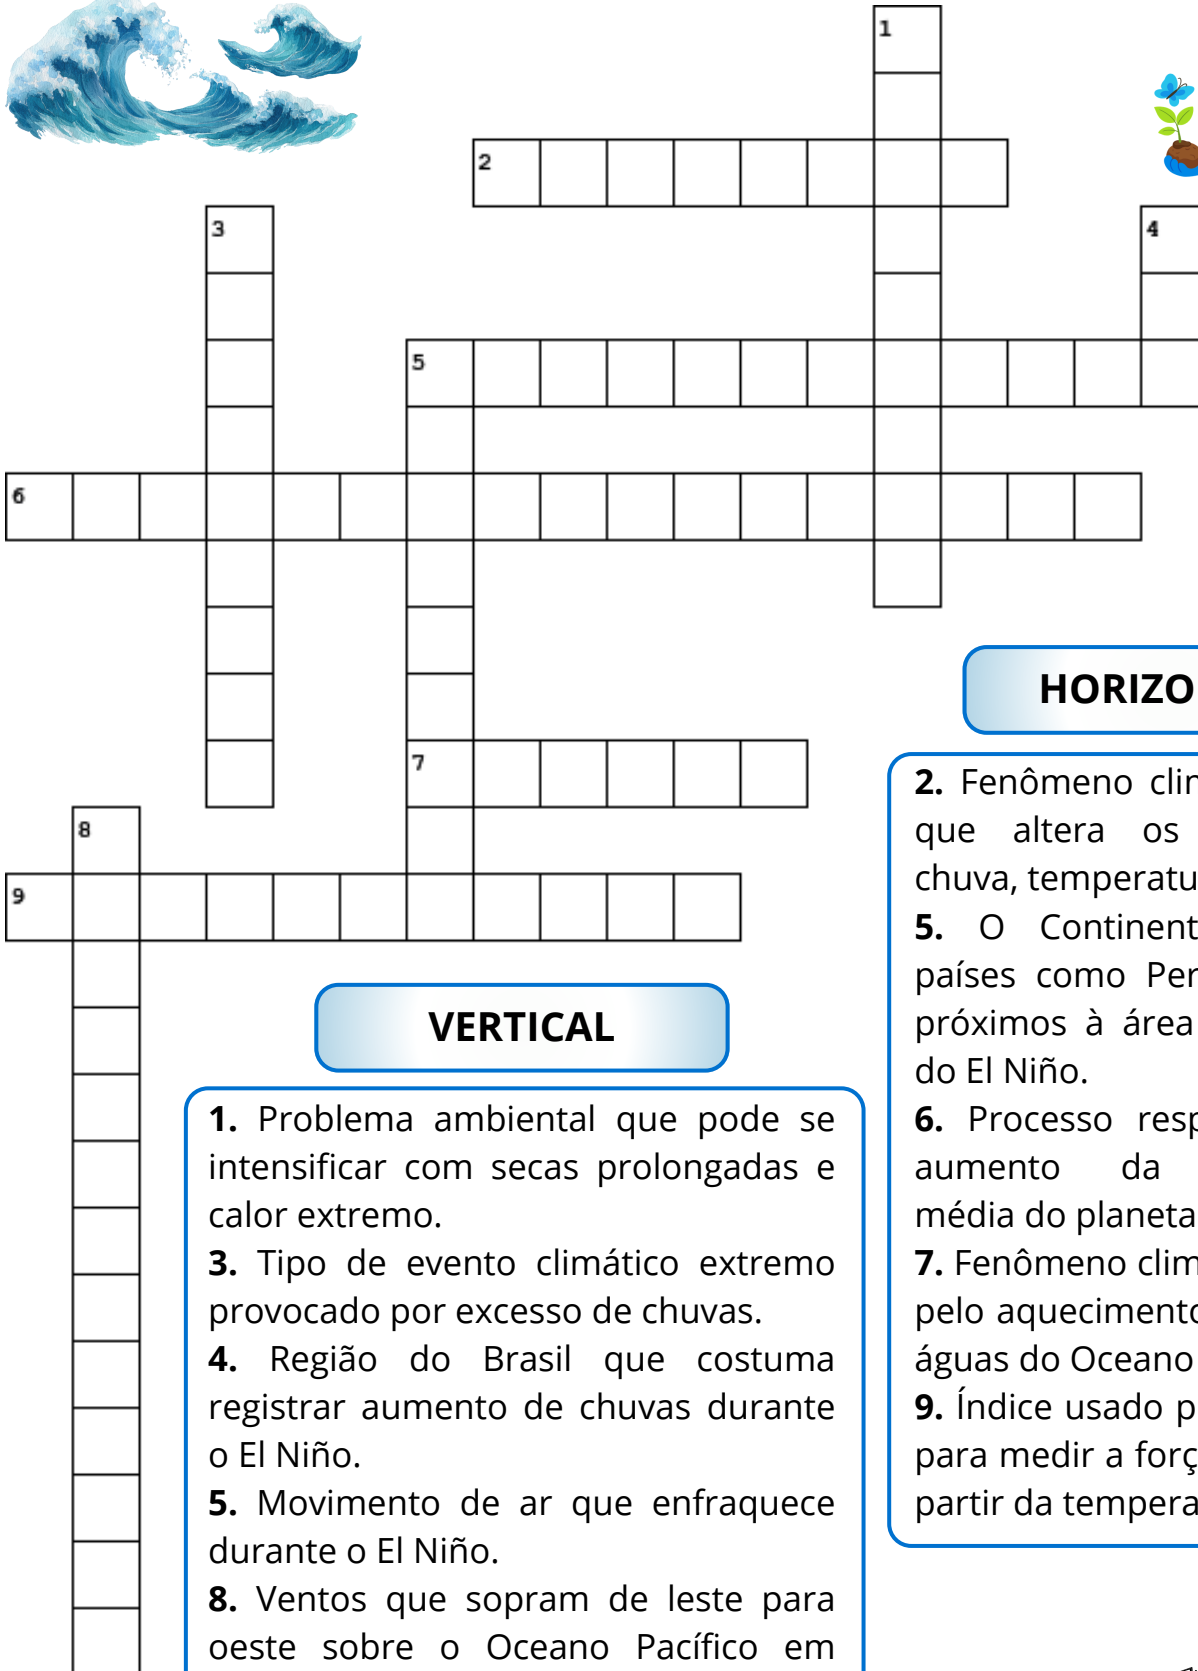 1
2
3
4
5
6
7
8
9
VERTICAL
1. Problema ambiental que pode se
intensificar com secas prolongadas e
calor extremo.
3. Tipo de evento climático extremo
provocado por excesso de chuvas.
4. Região do Brasil que costuma
registrar aumento de chuvas durante
o El Niño.
5. Movimento de ar que enfraquece
durante o El Niño.
8. Ventos que sopram de leste para
oeste sobre o Oceano Pacífico em
HORIZO
2. Fenômeno clim
que altera os
chuva, temperatu
5. O Continent
países como Per
próximos à área
do El Niño.
6. Processo resp
aumento da
média do planeta
7. Fenômeno clim
pelo aquecimento
águas do Oceano
9. Índice usado p
para medir a forç
partir da tempera